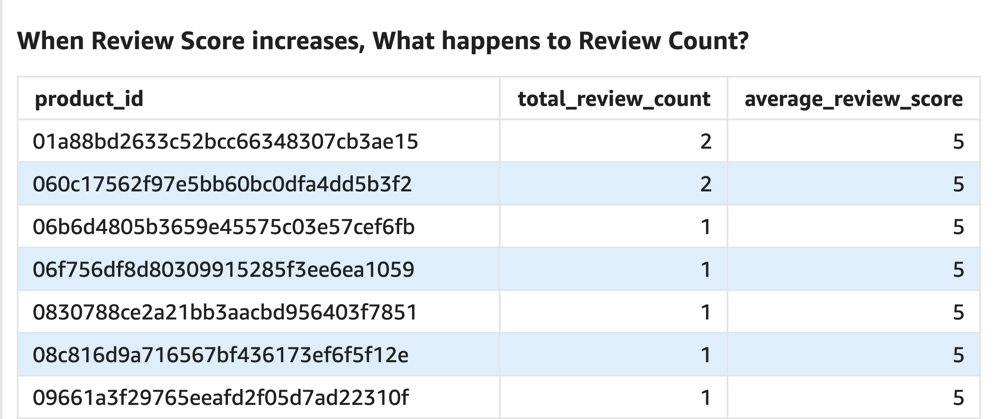 When Review Score increases, What happens to Review Count?
product_id total_review_count average_review_score
01a88bd2633c52bcc66348307cb3ae15 2 5
060c17562f97e5bb60bc0dfa4dd5b3f2 2 5
06b6d4805b3659e45575c03e57cef6fb 1 5
06f756df8d80309915285f3ee6ea1059 1 5
0830788ce2a21bb3aacbd956403f7851 1 5
08c816d9a716567bf436173ef6f5f12e 1 5
09661a3f29765eeafd2f05d7ad22310f 1 5